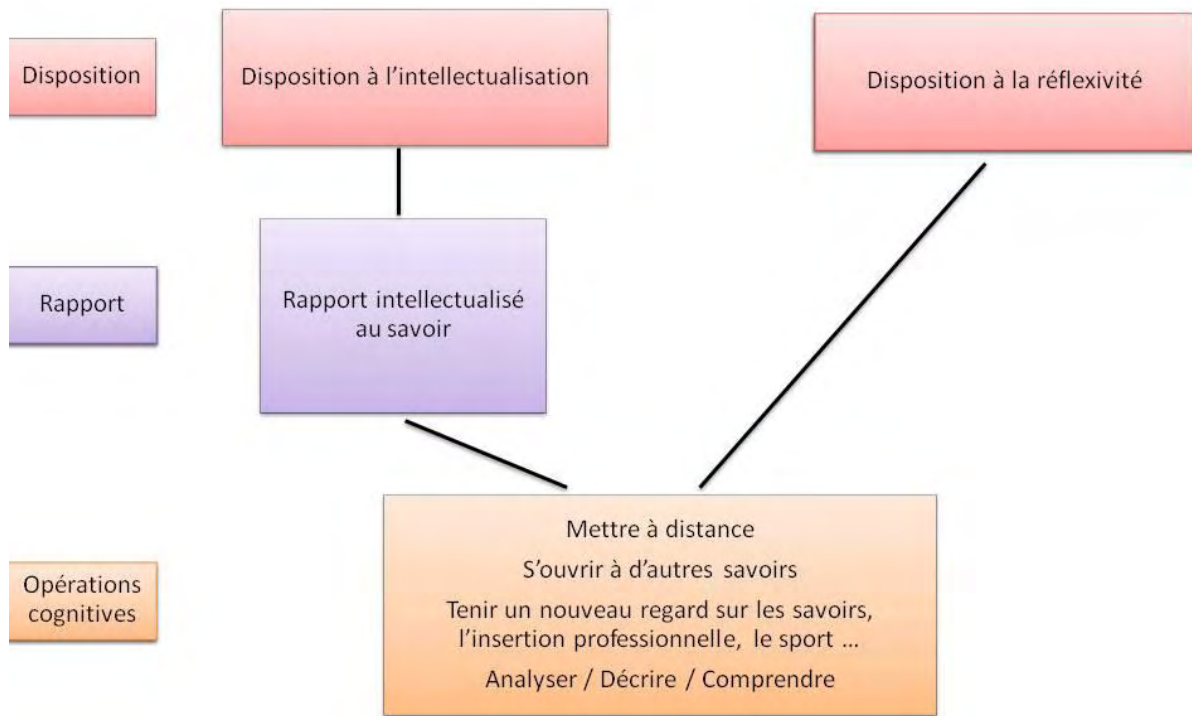 Disposition
Disposition à l'intellectualisation
Disposition à la réflexivité
Rapport
Rapport intellectualisé
au savoir
Opérations
cognitives
Mettre à distance
S'ouvrir à d'autres savoirs
Tenir un nouveau regard sur les savoirs,
l'insertion professionnelle, le sport ...
Analyser / Décrire / Comprendre